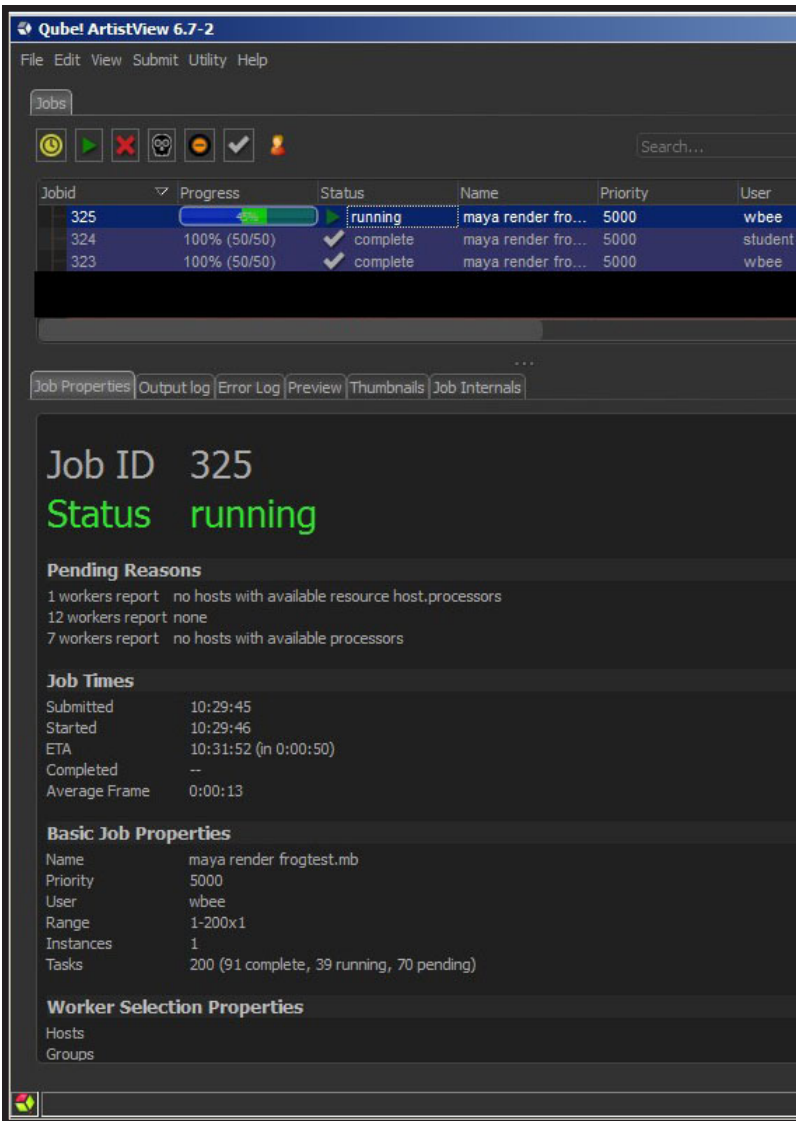 Qube! ArtistView 6.7-2
File Edit View Submit Utility Help
Jobs
Search...
Jobid Progress Status Name Priority User
325 45% running maya render fro... 5000 wbee
324 100% (50/50) complete maya render fro... 5000 student
323 100% (50/50) complete maya render fro... 5000 wbee
...
Job Properties Output log Error Log Preview Thumbnails Job Internals
Job ID 325
Status running
Pending Reasons
1 workers report no hosts with available resource host.processors
12 workers report none
7 workers report no hosts with available processors
Job Times
Submitted 10:29:45
Started 10:29:46
ETA 10:31:52 (in 0:00:50)
Completed --
Average Frame 0:00:13
Basic Job Properties
Name maya render frogtest.mb
Priority 5000
User wbee
Range 1-200x1
Instances 1
Tasks 200 (91 complete, 39 running, 70 pending)
Worker Selection Properties
Hosts
Groups